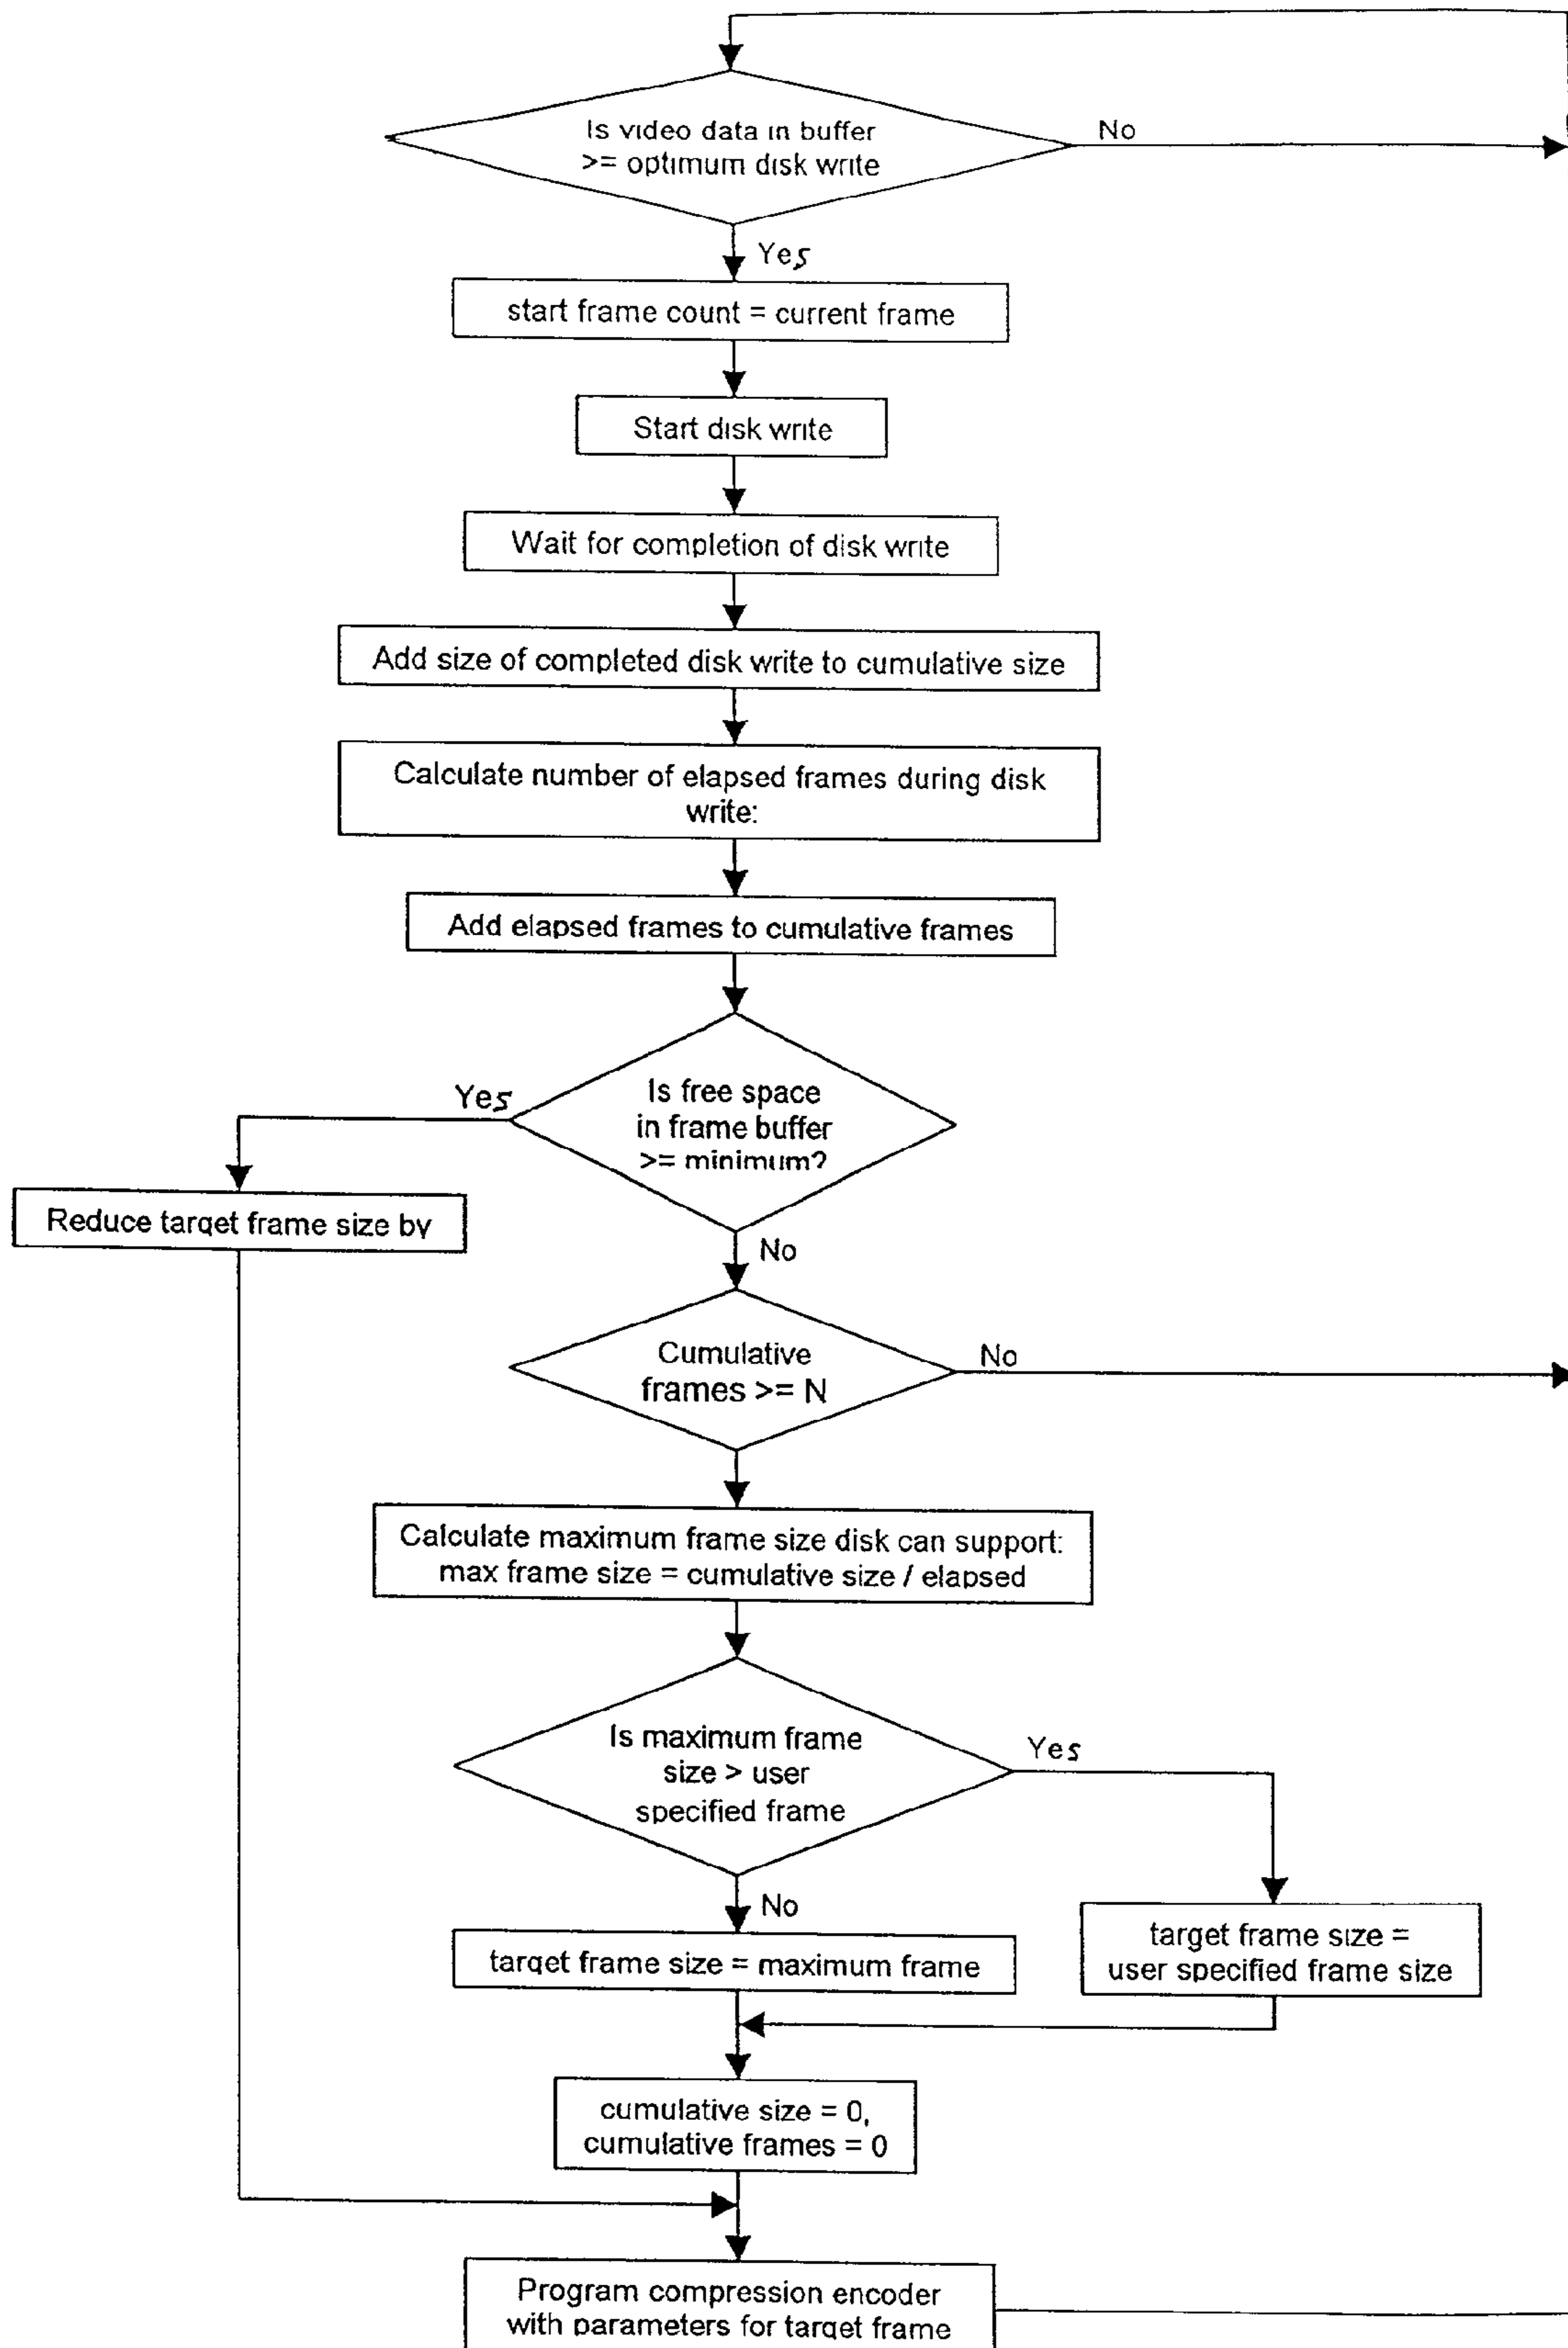 Is video data in buffer
>= optimum disk write
No
Yes
start frame count = current frame
Start disk write
Wait for completion of disk write
Add size of completed disk write to cumulative size
Calculate number of elapsed frames during disk
write:
Add elapsed frames to cumulative frames
Is free space
in frame buffer
>= minimum?
Yes
Reduce target frame size by
No
Cumulative
frames >= N
No
Calculate maximum frame size disk can support:
max frame size = cumulative size / elapsed
Is maximum frame
size > user
specified frame
Yes
No
target frame size = maximum frame
target frame size =
user specified frame size
cumulative size = 0,
cumulative frames = 0
Program compression encoder
with parameters for target frame